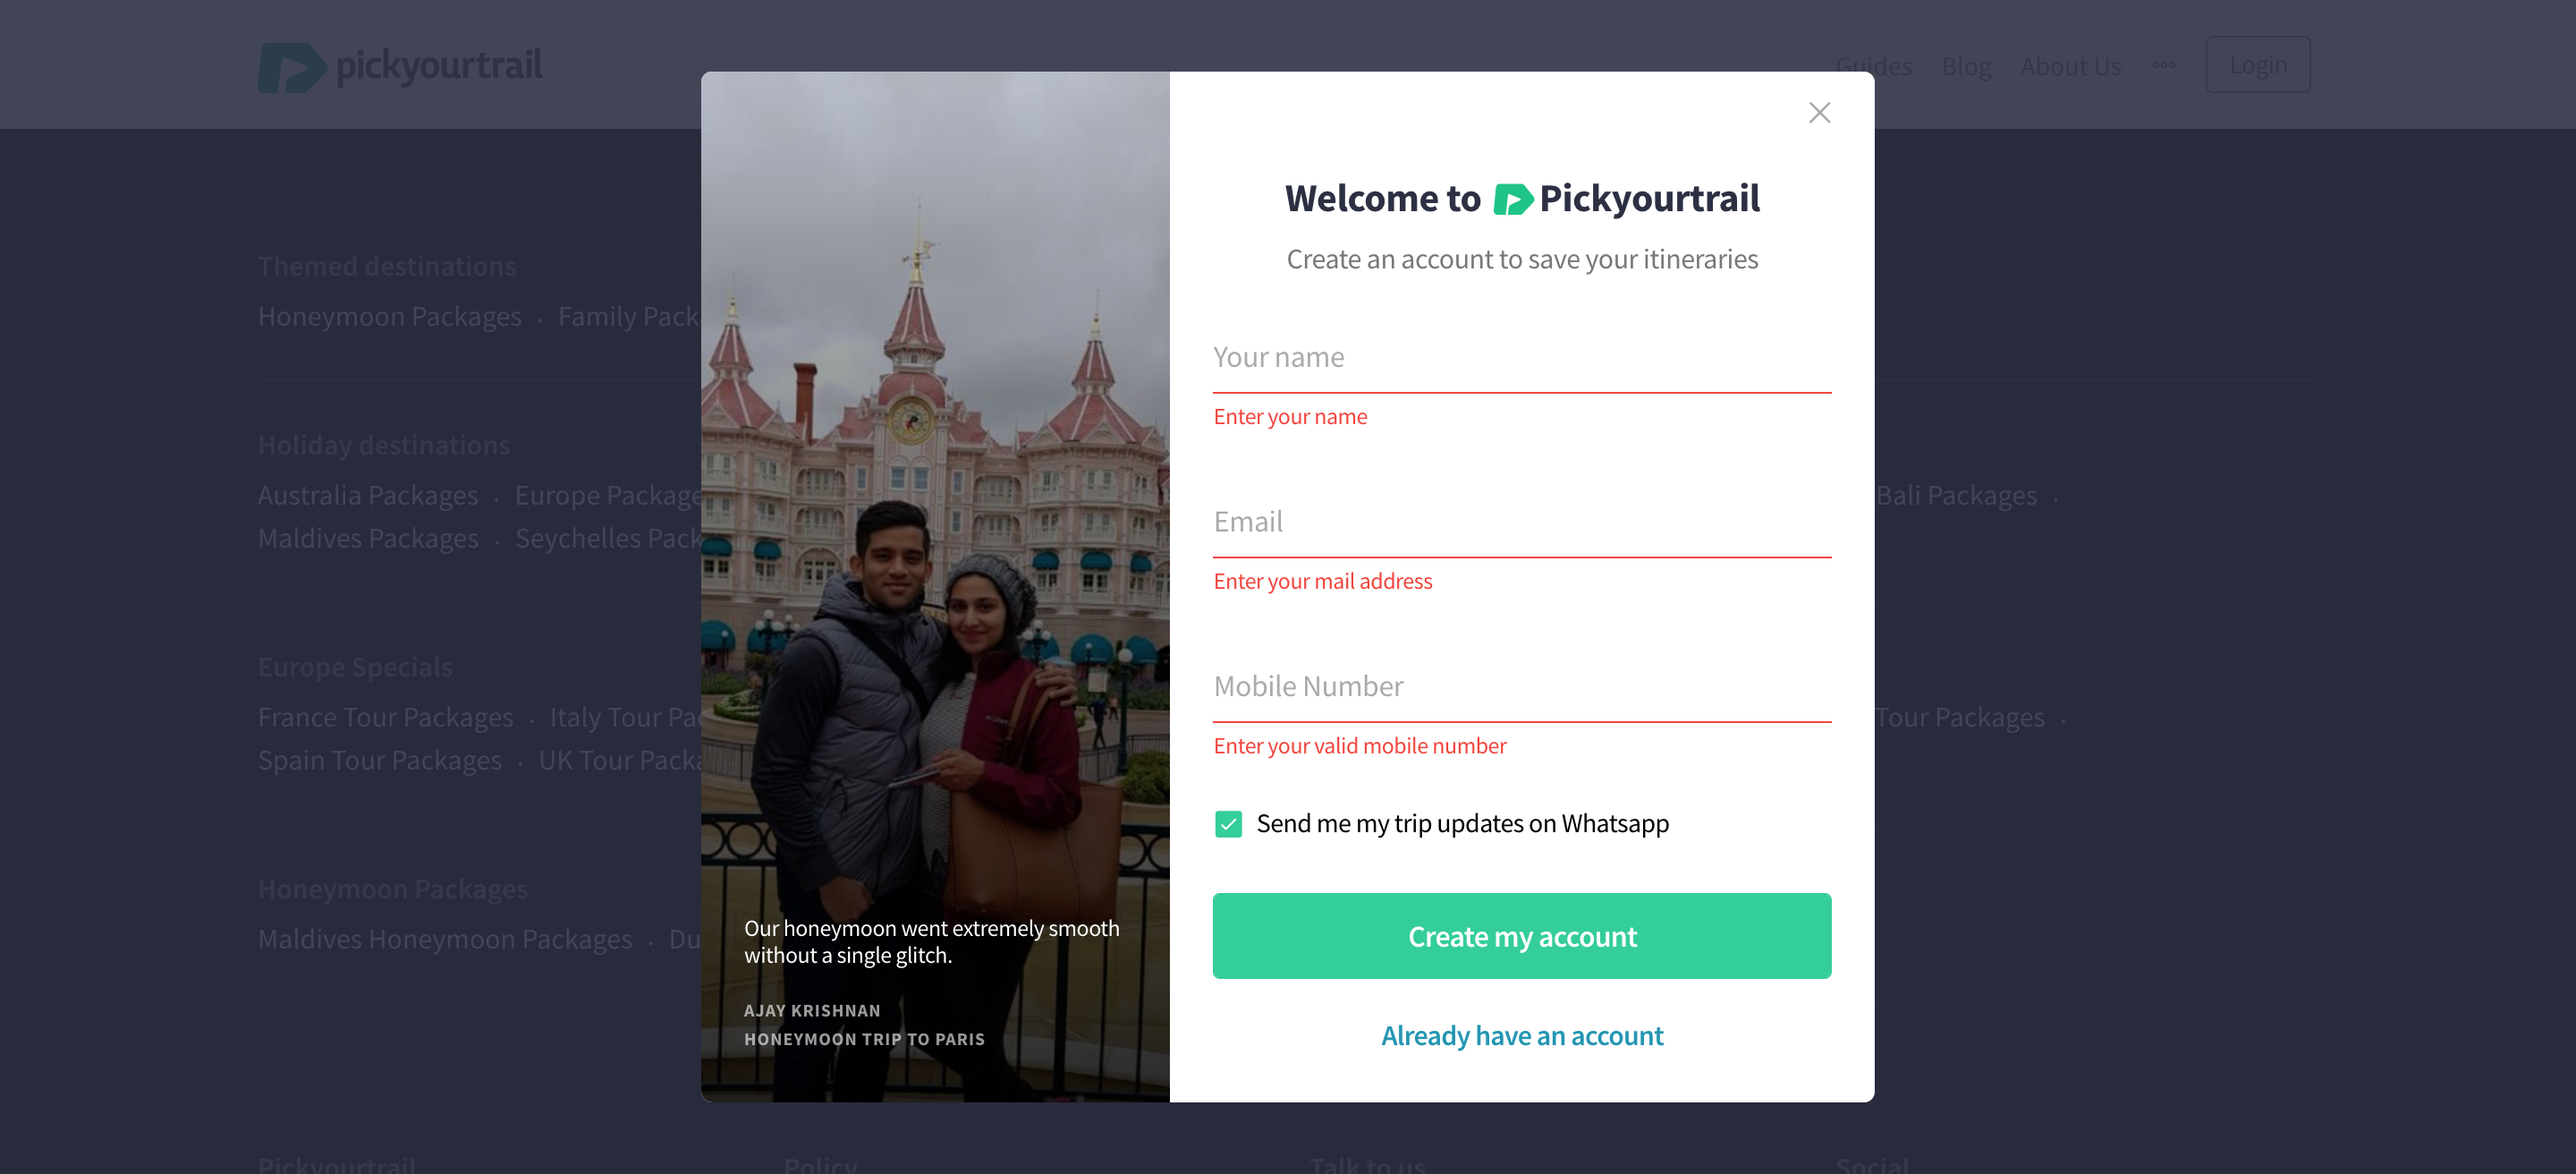 pickyourtrail
Guides Blog About Us Login
Themed destinations
Honeymoon Packages · Family Pack
Holiday destinations
Australia Packages · Europe Package
Bali Packages ·
Maldives Packages · Seychelles Pack
Europe Specials
France Tour Packages · Italy Tour Pac
Tour Packages ·
Spain Tour Packages · UK Tour Packa
Honeymoon Packages
Maldives Honeymoon Packages · Du
Pickyourtrail Policy Talk to us Social
Our honeymoon went extremely smooth
without a single glitch.
AJAY KRISHNAN
HONEYMOON TRIP TO PARIS
Welcome to Pickyourtrail
Create an account to save your itineraries
Your name
Enter your name
Email
Enter your mail address
Mobile Number
Enter your valid mobile number
Send me my trip updates on Whatsapp
Create my account
Already have an account